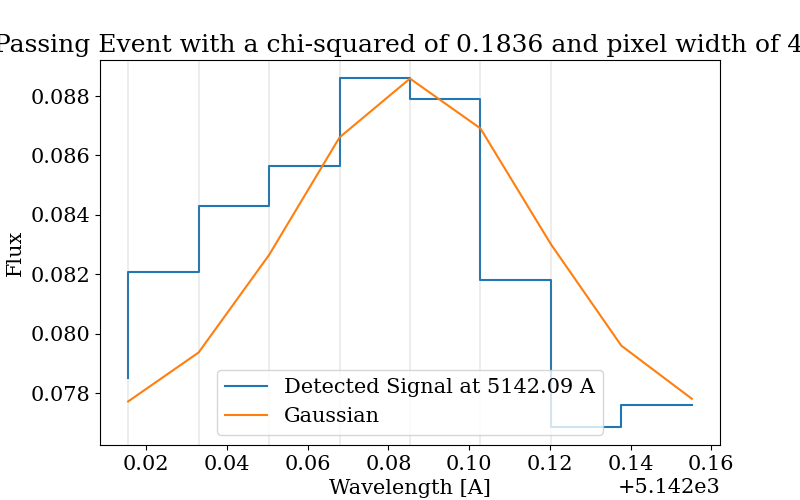 Passing Event with a chi-squared of 0.1836 and pixel width of 4
0.088
0.086
0.084
0.082
0.080
0.078
Flux
Detected Signal at 5142.09 A
Gaussian
0.02 0.04 0.06 0.08 0.10 0.12 0.14 0.16
Wavelength [A]
+5.142e3